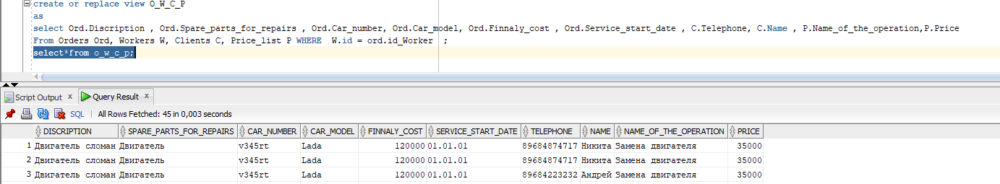 create or replace view O_W_C_P
as
select Ord.Discription , Ord.Spare_parts_for_repairs , Ord.Car_number, Ord.Car_model, Ord.Finnaly_cost , Ord.Service_start_date , C.Telephone, C.Name , P.Name_of_the_operation,P.Price
From Orders Ord, Workers W, Clients C, Price_list P WHERE  W.id = ord.id_Worker  ;
select*from o_w_c_p;
Script Output x Query Result x
SQL | All Rows Fetched: 45 in 0,003 seconds
DISCRIPTION SPARE_PARTS_FOR_REPAIRS CAR_NUMBER CAR_MODEL FINNALY_COST SERVICE_START_DATE TELEPHONE NAME NAME_OF_THE_OPERATION PRICE
1 Двигатель сломан Двигатель v345rt Lada 120000 01.01.01 89684874717 Никита Замена двигателя 35000
2 Двигатель сломан Двигатель v345rt Lada 120000 01.01.01 89684874717 Никита Замена двигателя 35000
3 Двигатель сломан Двигатель v345rt Lada 120000 01.01.01 89684223232 Андрей Замена двигателя 35000